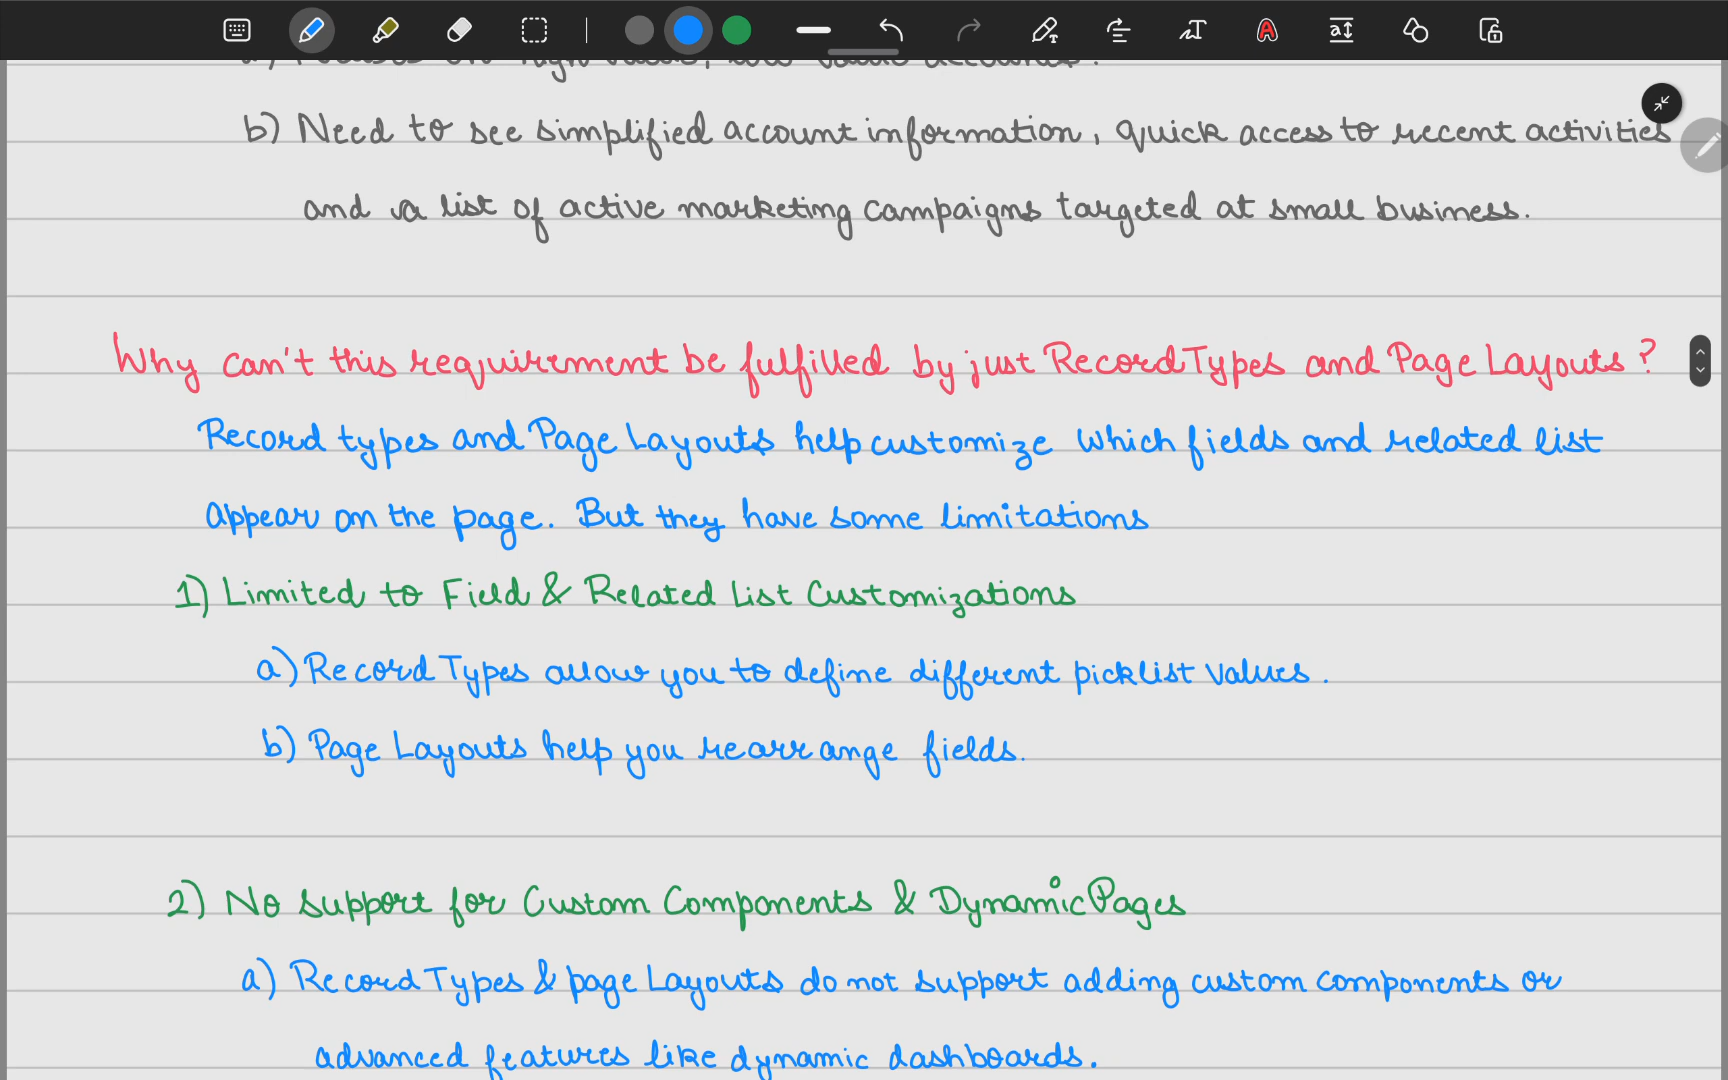 b) Need to see simplified account information, quick access to recent activities
and a list of active marketing campaigns targeted at small business.
Why can't this requirement be fulfilled by just Record Types and Page Layouts?
Record types and Page Layouts help customize which fields and related list
appear on the page. But they have some limitations
1) Limited to Field & Related List Customizations
a) Record Types allow you to define different picklist values.
b) Page Layouts help you rearrange fields.
2) No Support for Custom Components & Dynamic Pages
a) Record Types & page Layouts do not support adding custom components or
advanced features like dynamic dashboards.